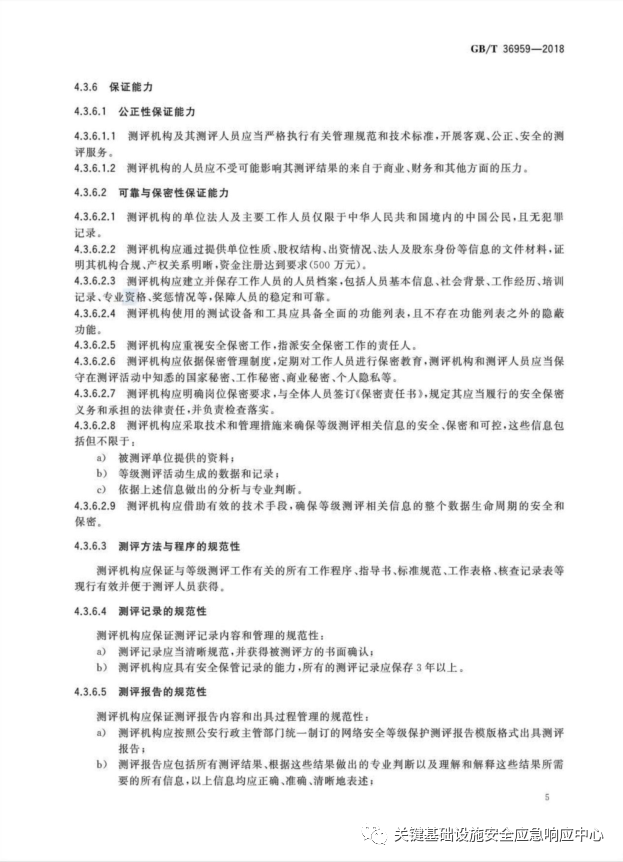 GB/T 36959—2018
4.3.6 保证能力
4.3.6.1 公正性保证能力
4.3.6.1.1 测评机构及其测评人员应当严格执行有关管理规范和技术标准,开展客观、公正、安全的测
评服务。
4.3.6.1.2 测评机构的人员应不受可能影响其测评结果的来自于商业、财务和其他方面的压力。
4.3.6.2 可靠与保密性保证能力
4.3.6.2.1 测评机构的单位法人及主要工作人员仅限于中华人民共和国境内的中国公民,且无犯罪
记录。
4.3.6.2.2 测评机构应通过提供单位性质、股权结构、出资情况、法人及股东身份等信息的文件材料,证
明其机构合规、产权关系明晰,资金注册达到要求(500 万元)。
4.3.6.2.3 测评机构应建立并保存工作人员的人员档案,包括人员基本信息、社会背景、工作经历、培训
记录、专业资格、奖惩情况等,保障人员的稳定和可靠。
4.3.6.2.4 测评机构使用的测试设备和工具应具备全面的功能列表,且不存在功能列表之外的隐蔽
功能。
4.3.6.2.5 测评机构应重视安全保密工作,指派安全保密工作的责任人。
4.3.6.2.6 测评机构应依据保密管理制度,定期对工作人员进行保密教育,测评机构和测评人员应当保
守在测评活动中知悉的国家秘密、工作秘密、商业秘密、个人隐私等。
4.3.6.2.7 测评机构应明确岗位保密要求,与全体人员签订《保密责任书》,规定其应当履行的安全保密
义务和承担的法律责任,并负责检查落实。
4.3.6.2.8 测评机构应采取技术和管理措施来确保等级测评相关信息的安全、保密和可控,这些信息包
括但不限于:
a) 被测评单位提供的资料;
b) 等级测评活动生成的数据和记录;
c) 依据上述信息做出的分析与专业判断。
4.3.6.2.9 测评机构应借助有效的技术手段,确保等级测评相关信息的整个数据生命周期的安全和
保密。
4.3.6.3 测评方法与程序的规范性
测评机构应保证与等级测评工作有关的所有工作程序、指导书、标准规范、工作表格、核查记录表等
现行有效并便于测评人员获得。
4.3.6.4 测评记录的规范性
测评机构应保证测评记录内容和管理的规范性:
a) 测评记录应当清晰规范,并获得被测评方的书面确认;
b) 测评机构应具有安全保管记录的能力,所有的测评记录应保存 3 年以上。
4.3.6.5 测评报告的规范性
测评机构应保证测评报告内容和出具过程管理的规范性:
a) 测评机构应按照公安行政主管部门统一制订的网络安全等级保护测评报告模版格式出具测评
报告;
b) 测评报告应包括所有测评结果、根据这些结果做出的专业判断以及理解和解释这些结果所需
要的所有信息,以上信息均应正确、准确、清晰地表述;
5
关键基础设施安全应急响应中心